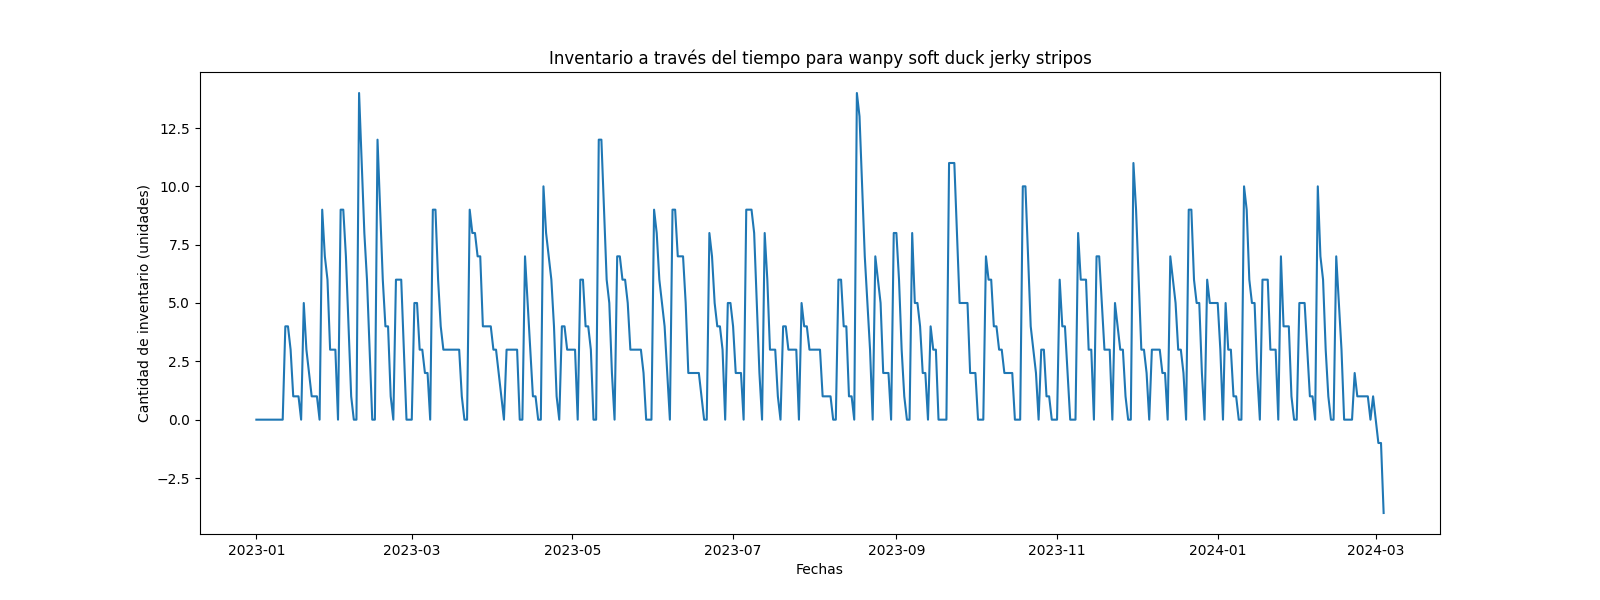 Inventario a través del tiempo para wanpy soft duck jerky stripos
Cantidad de inventario (unidades)
12.5
10.0
7.5
5.0
2.5
0.0
−2.5
2023-01 2023-03 2023-05 2023-07 2023-09 2023-11 2024-01 2024-03
Fechas